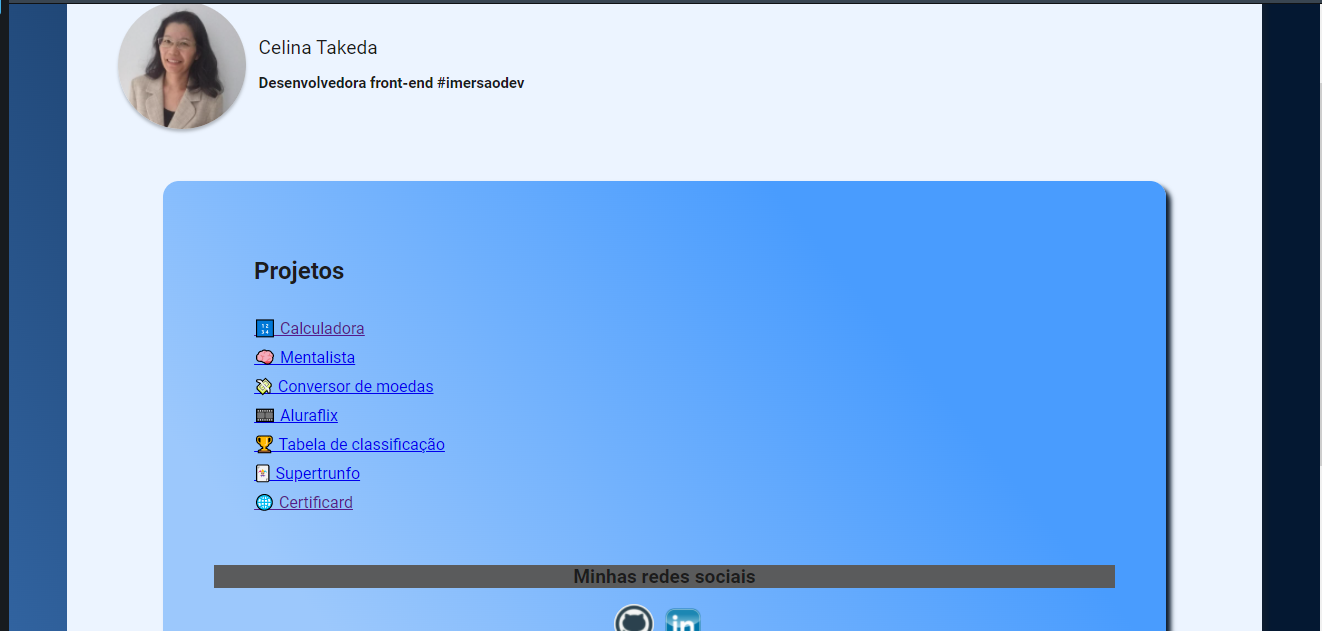 Celina Takeda
Desenvolvedora front-end #imersaodev
Projetos
Calculadora
Mentalista
Conversor de moedas
Aluraflix
Tabela de classificação
Supertrunfo
Certificard
Minhas redes sociais
in